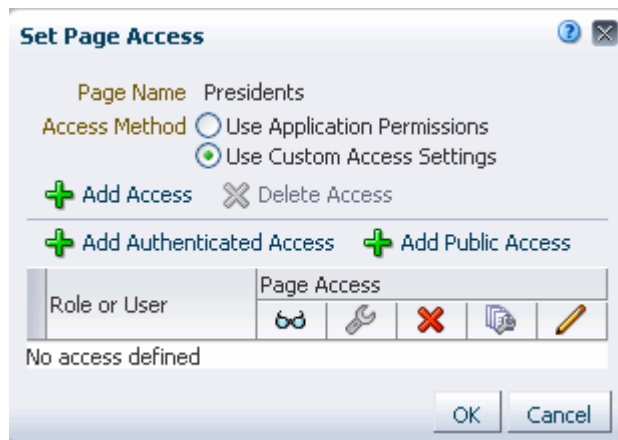 Set Page Access
Page Name Presidents
Access Method Use Application Permissions
Use Custom Access Settings
Add Access Delete Access
Add Authenticated Access Add Public Access
Role or User Page Access
No access defined
OK Cancel